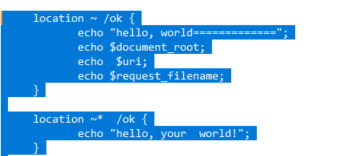 location ~ /ok {
echo "hello, world=============";
echo $document_root;
echo  $uri;
echo $request_filename;
}
location ~*  /ok {
echo "hello, your  world!";
}